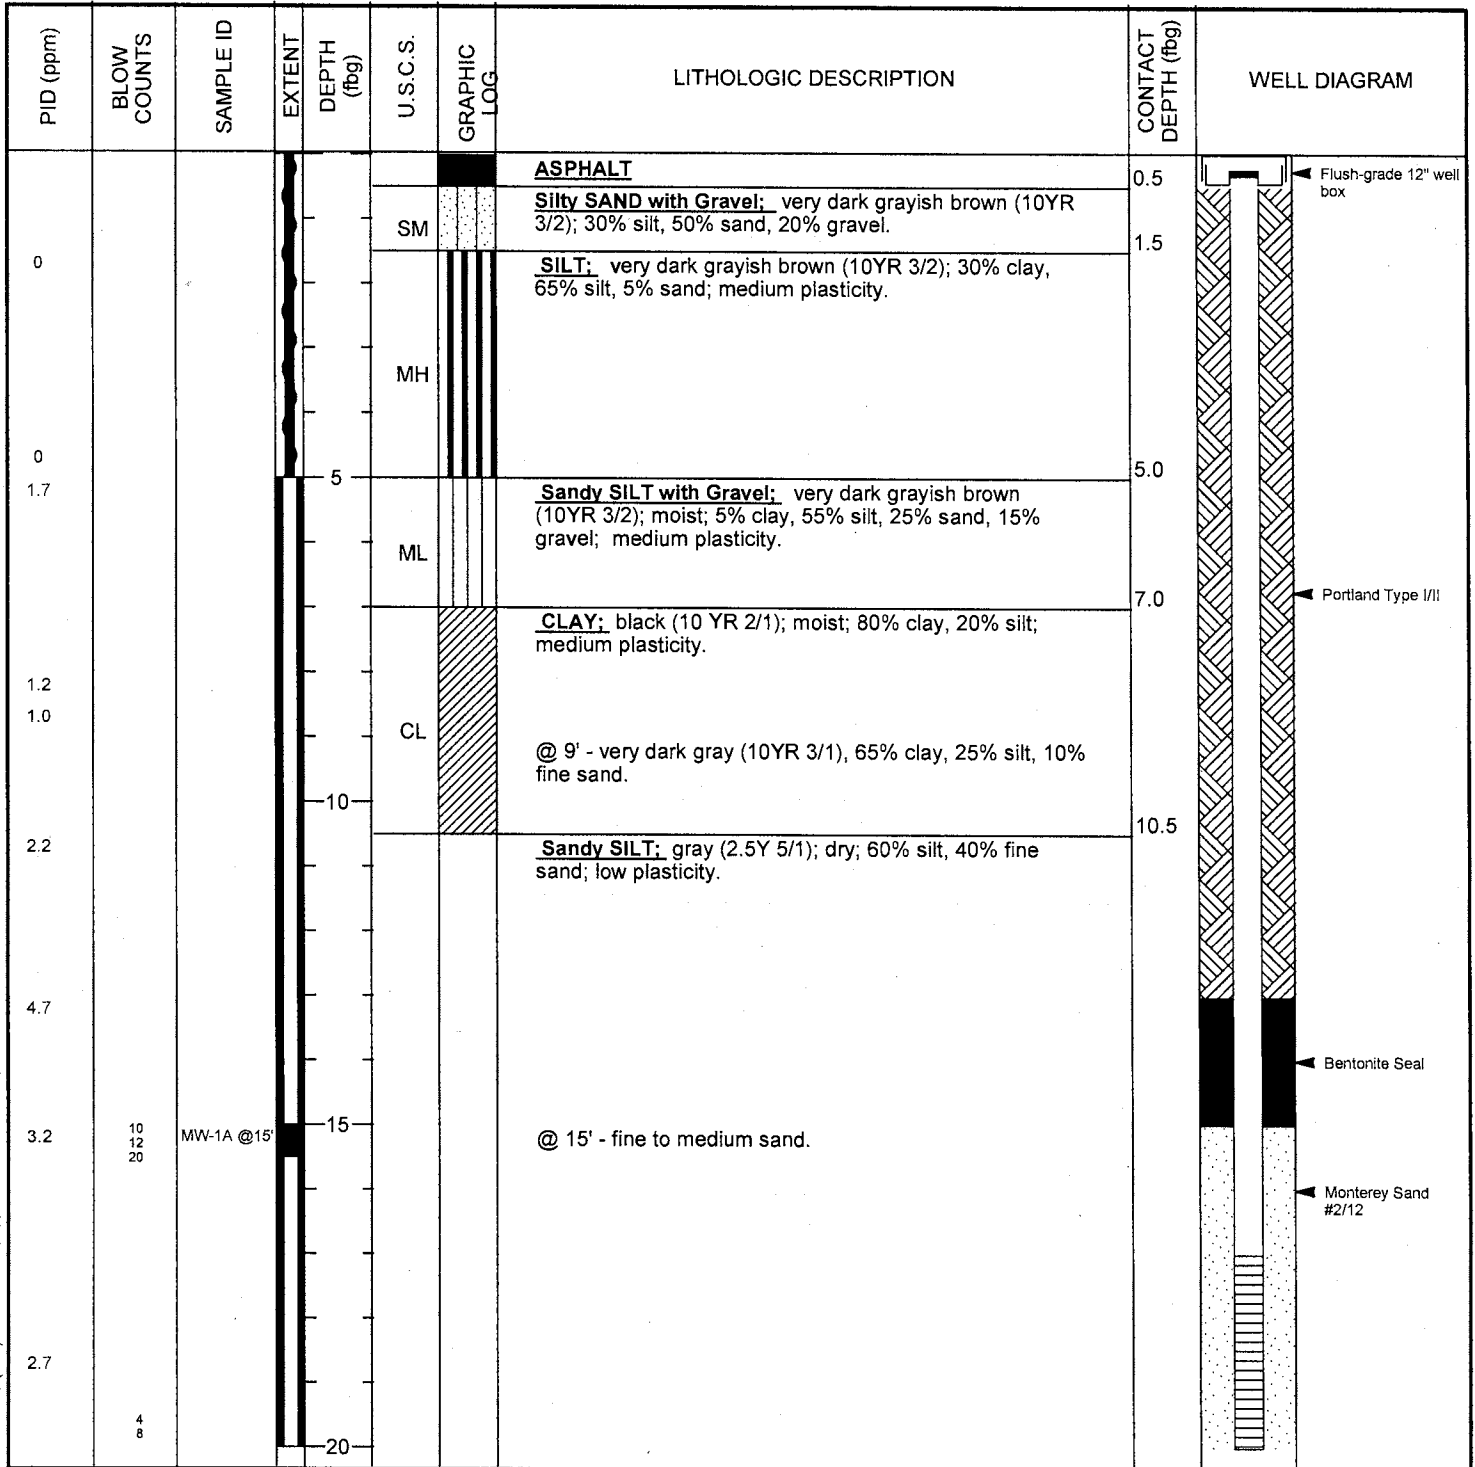 PID (ppm)
BLOW
COUNTS
SAMPLE ID
EXTENT
DEPTH
(fbg)
U.S.C.S.
GRAPHIC
LOG
LITHOLOGIC DESCRIPTION
CONTACT
DEPTH (fbg)
WELL DIAGRAM
ASPHALT
0.5
Flush-grade 12" well
box
SM
Silty SAND with Gravel; very dark grayish brown (10YR
3/2); 30% silt, 50% sand, 20% gravel.
1.5
0
SILT; very dark grayish brown (10YR 3/2); 30% clay,
65% silt, 5% sand; medium plasticity.
MH
0
5
5.0
1.7
Sandy SILT with Gravel; very dark grayish brown
(10YR 3/2); moist; 5% clay, 55% silt, 25% sand, 15%
gravel; medium plasticity.
ML
7.0
Portland Type I/II
CLAY; black (10 YR 2/1); moist; 80% clay, 20% silt;
medium plasticity.
1.2
1.0
CL
@ 9' - very dark gray (10YR 3/1), 65% clay, 25% silt, 10%
fine sand.
10
10.5
2.2
Sandy SILT; gray (2.5Y 5/1); dry; 60% silt, 40% fine
sand; low plasticity.
4.7
Bentonite Seal
3.2
10
12
20
MW-1A @15'
15
@ 15' - fine to medium sand.
Monterey Sand
#2/12
2.7
4
8
20